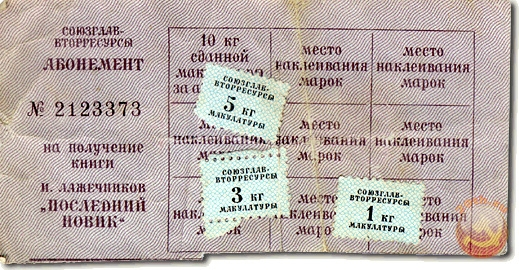 СОЮЗГЛАВ-
ВТОРРЕСУРСЫ
АБОНЕМЕНТ
№ 2123373
на получение
книги
И. ЛАЖЕЧНИКОВ
„ПОСЛЕДНИЙ
НОВИК“
10 кг
сданной
за
место
наклеивания
марок
место
наклеивания
марок
СОЮЗГЛАВ-
ВТОРРЕСУРСЫ
5 КГ
МАКУЛАТУРЫ
место
наклеивания
марок
место
наклеивания
марок
СОЮЗГЛАВ-
ВТОРРЕСУРСЫ
3 КГ
МАКУЛАТУРЫ
СОЮЗГЛАВ-
ВТОРРЕСУРСЫ
1 КГ
МАКУЛАТУРЫ